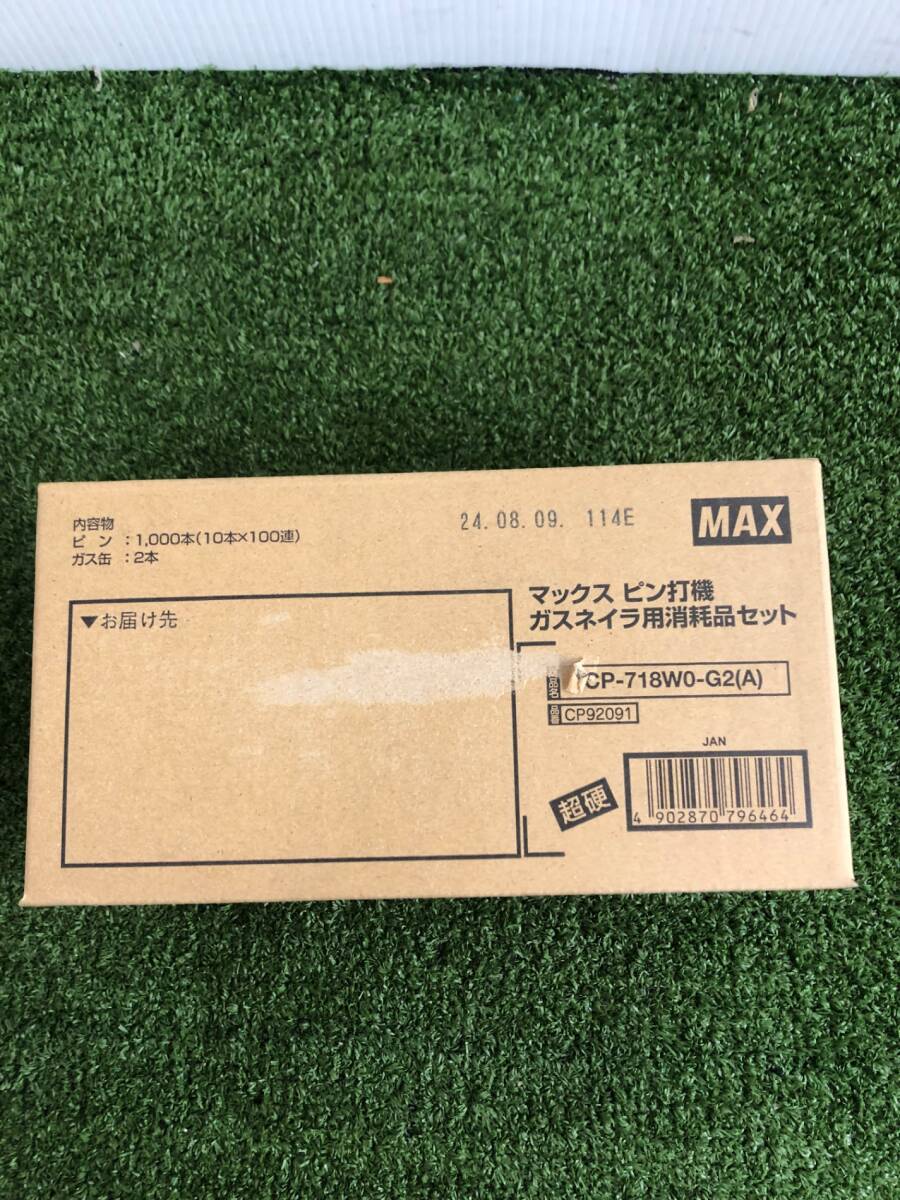 内容物
ピン:1,000本(10本×100連)
ガス缶:2本
24.08.09. 114E
MAX
▼お届け先
マックス ピン打機
ガスネイラ用消耗品セット
CP-718W0-G2(A)
品番 CP92091
JAN
超硬
4 902870 796464